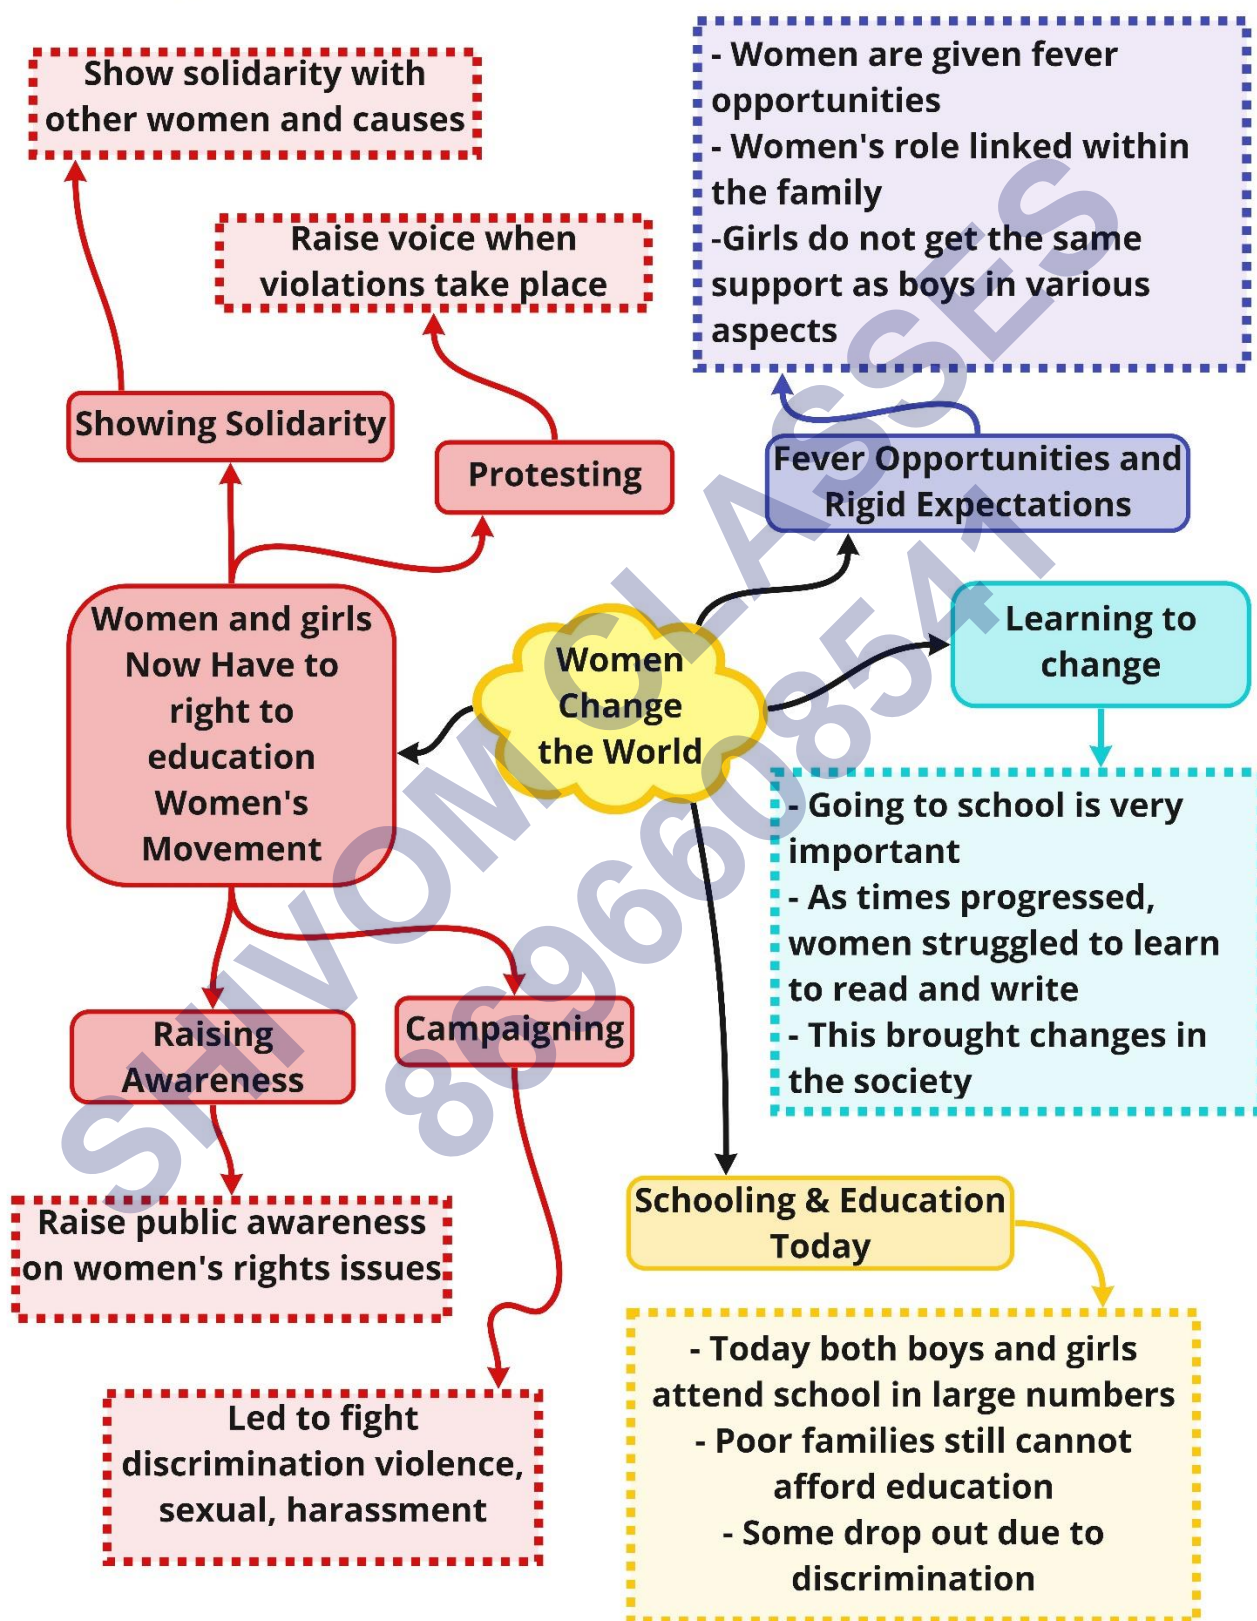 Show solidarity with
other women and causes
Raise voice when
violations take place
- Women are given fever
opportunities
- Women's role linked within
the family
-Girls do not get the same
support as boys in various
aspects
Showing Solidarity
Protesting
Fever Opportunities and
Rigid Expectations
Women and girls
Now Have to
right to
education
Women's
Movement
Women
Change
the World
Learning to
change
- Going to school is very
important
- As times progressed,
women struggled to learn
to read and write
- This brought changes in
the society
Raising
Awareness
Campaigning
Raise public awareness
on women's rights issues
Schooling & Education
Today
Led to fight
discrimination violence,
sexual, harassment
- Today both boys and girls
attend school in large numbers
- Poor families still cannot
afford education
- Some drop out due to
discrimination
SHIVOM CLASSES
8696608541